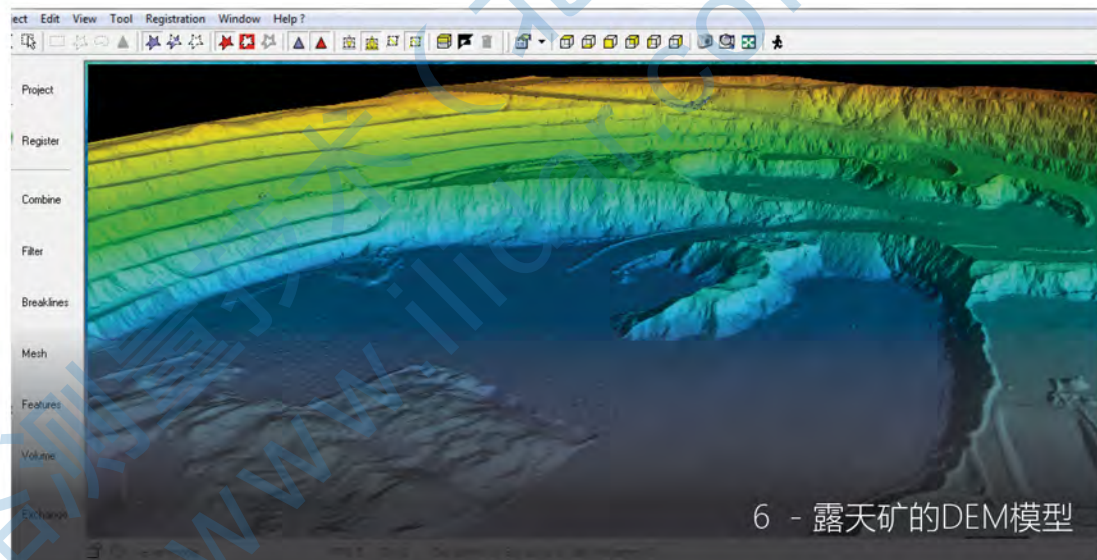 ect Edit View Tool Registration Window Help ?
Project
Register
Combine
Filter
Breaklines
Mesh
Features
Volume
Exchange
6 - 露天矿的DEM模型